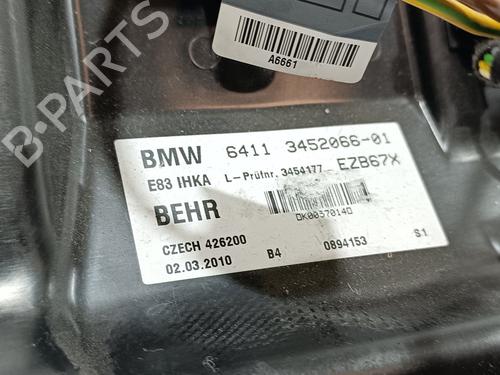 A6661
BMW 6411 3452066-01
E83 IHKA L-Prüfnr. 3454177 EZB67X
BEHR
DK0037014D
CZECH 426200
02.03.2010 B4 0894153 S1
B-PARTS